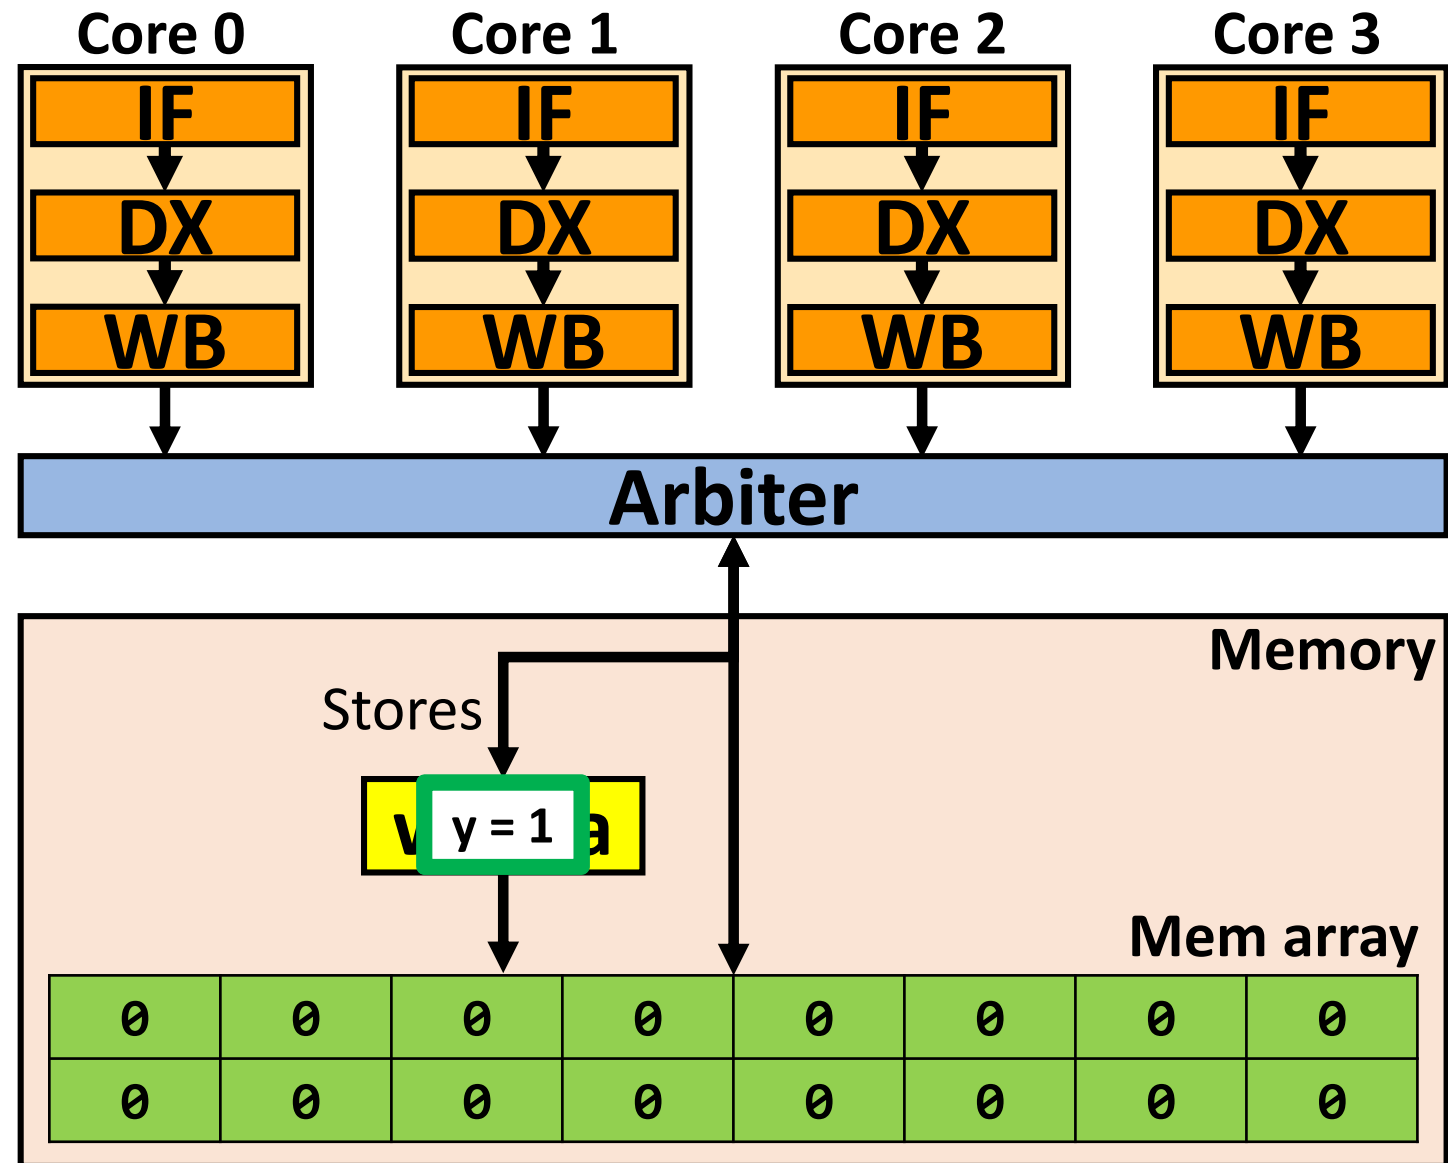 Core 0 Core 1 Core 2 Core 3
IF IF IF IF
DX DX DX DX
WB WB WB WB
Arbiter
Memory
Stores
y = 1
Mem array
0 0 0 0 0 0 0 0
0 0 0 0 0 0 0 0